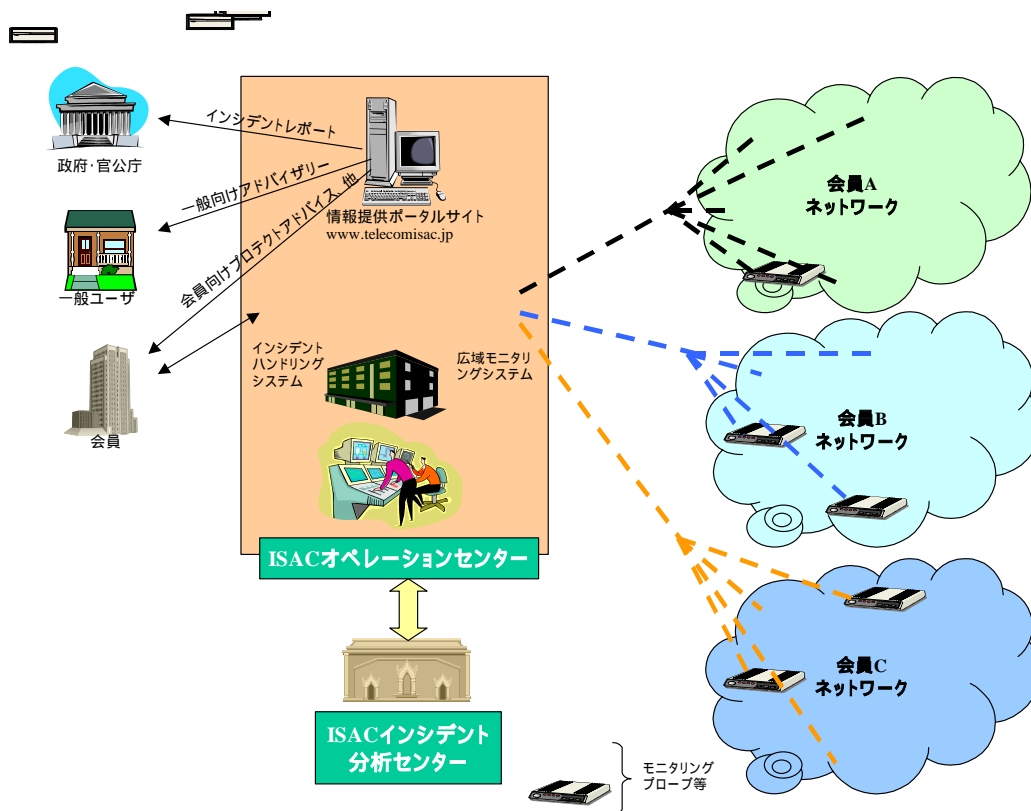 インシデントレポート
政府・官公庁
一般向けアドバイザリー
会員向けプロテクトアドバイス 他
一般ユーザ
会員
情報提供ポータルサイト
www.telecomisac.jp
インシデント
ハンドリング
システム
広域モニタリ
ングシステム
ISACオペレーションセンター
ISACインシデント
分析センター
会員A
ネットワーク
会員B
ネットワーク
会員C
ネットワーク
モニタリング
プローブ等